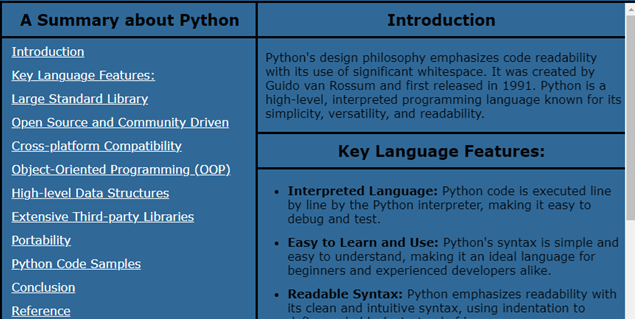 A Summary about Python
Introduction
Key Language Features:
Large Standard Library
Open Source and Community Driven
Cross-platform Compatibility
Object-Oriented Programming (OOP)
High-level Data Structures
Extensive Third-party Libraries
Portability
Python Code Samples
Conclusion
Reference
Introduction
Python's design philosophy emphasizes code readability
with its use of significant whitespace. It was created by
Guido van Rossum and first released in 1991. Python is a
high-level, interpreted programming language known for its
simplicity, versatility, and readability.
Key Language Features:
• Interpreted Language: Python code is executed line
by line by the Python interpreter, making it easy to
debug and test.
• Easy to Learn and Use: Python's syntax is simple and
easy to understand, making it an ideal language for
beginners and experienced developers alike.
• Readable Syntax: Python emphasizes readability with
its clean and intuitive syntax, using indentation to